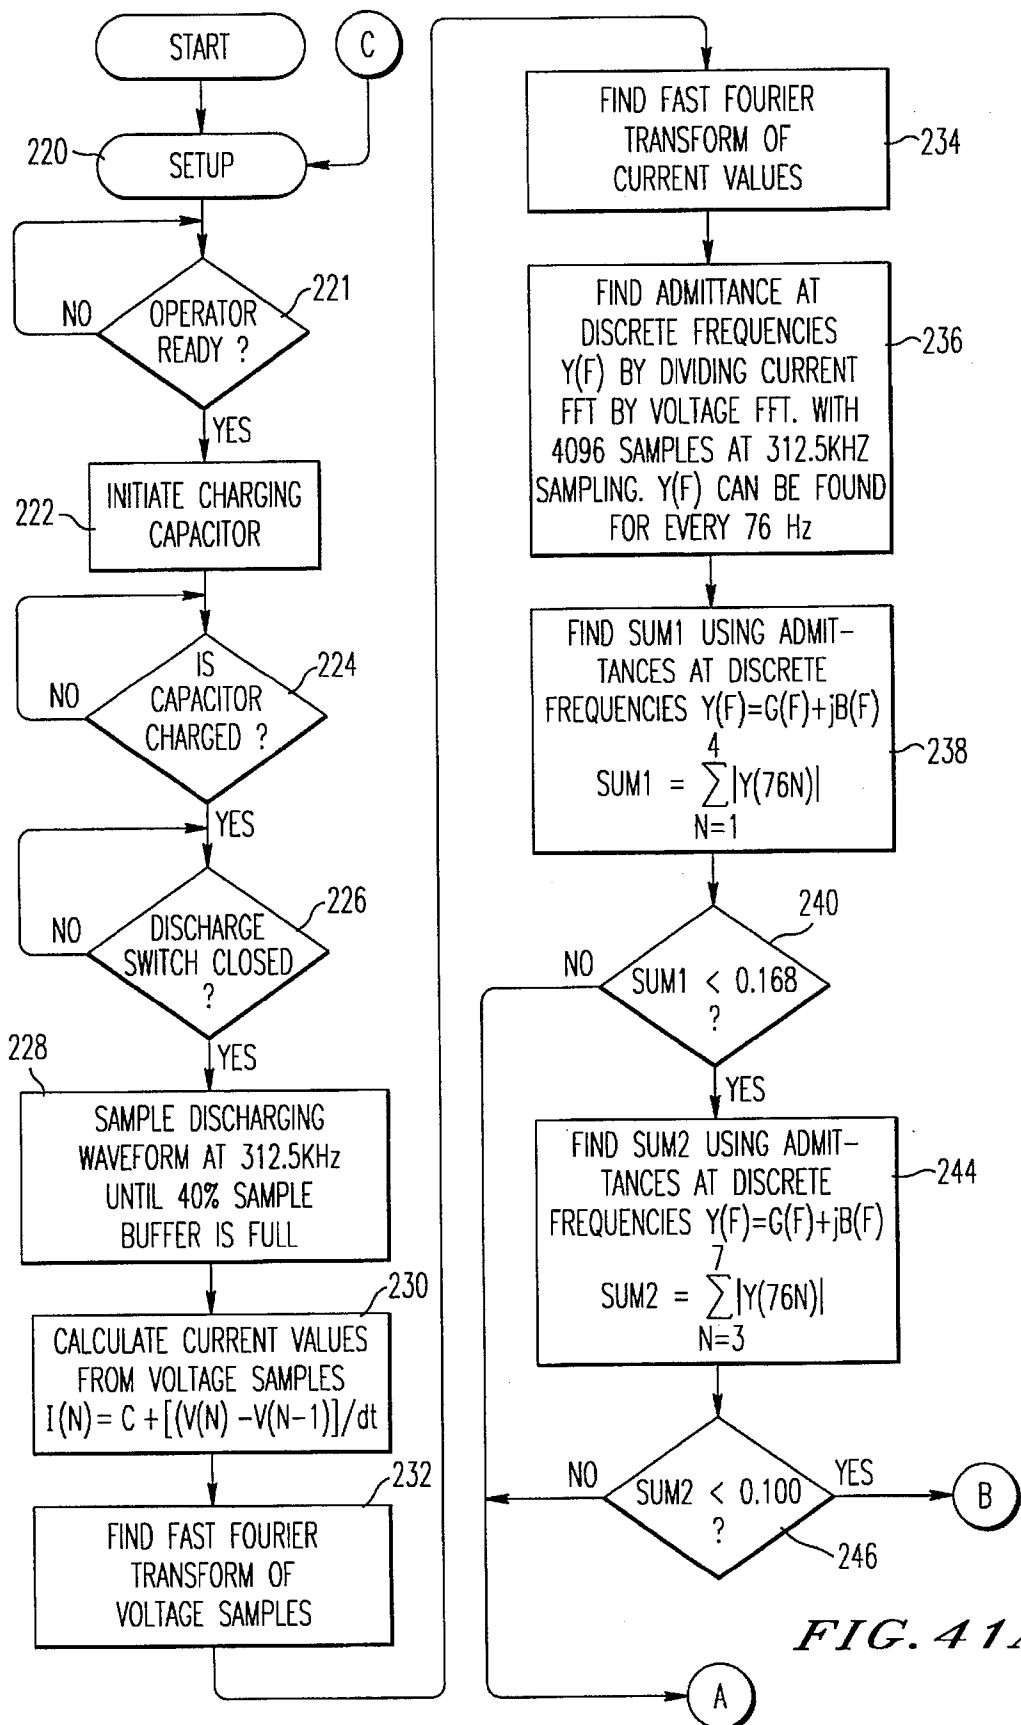 START
C
220
SETUP
221
NO
OPERATOR
READY ?
YES
222
INITIATE CHARGING
CAPACITOR
224
NO
IS
CAPACITOR
CHARGED ?
YES
226
NO
DISCHARGE
SWITCH CLOSED
?
YES
228
SAMPLE DISCHARGING
WAVEFORM AT 312.5KHz
UNTIL 40% SAMPLE
BUFFER IS FULL
230
CALCULATE CURRENT VALUES
FROM VOLTAGE SAMPLES
I(N) = C +[(V(N) -V(N-1)]/dt
232
FIND FAST FOURIER
TRANSFORM OF
VOLTAGE SAMPLES
FIND FAST FOURIER
TRANSFORM OF
CURRENT VALUES
234
FIND ADMITTANCE AT
DISCRETE FREQUENCIES
Y(F) BY DIVIDING CURRENT
FFT BY VOLTAGE FFT. WITH
4096 SAMPLES AT 312.5KHZ
SAMPLING. Y(F) CAN BE FOUND
FOR EVERY 76 Hz
236
FIND SUM1 USING ADMIT-
TANCES AT DISCRETE
FREQUENCIES Y(F)=G(F)+jB(F)
4
SUM1 = ∑|Y(76N)|
N=1
238
240
NO
SUM1 < 0.168
?
YES
FIND SUM2 USING ADMIT-
TANCES AT DISCRETE
FREQUENCIES Y(F)=G(F)+jB(F)
7
SUM2 = ∑|Y(76N)|
N=3
244
NO
SUM2 < 0.100
?
YES
B
246
A
FIG. 41A